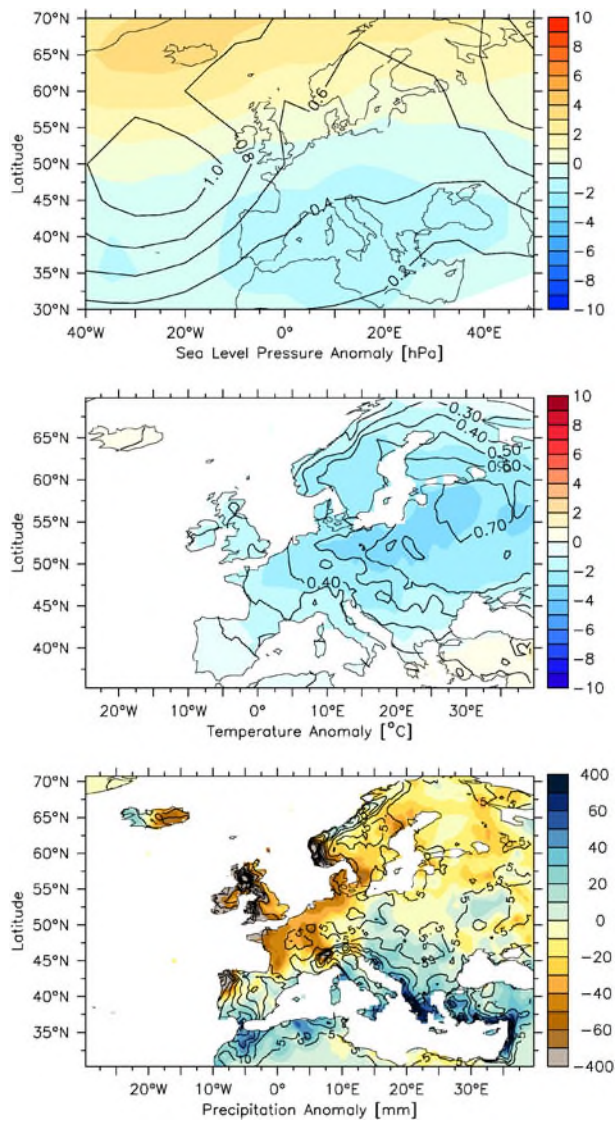 70°N
65°N
60°N
55°N
50°N
45°N
40°N
35°N
30°N
Latitude
0.6
0.8
1.0
0.4
0.2
10
8
6
4
2
0
−2
−4
−6
−8
−10
40°W 20°W 0° 20°E 40°E
Sea Level Pressure Anomaly [hPa]
65°N
60°N
55°N
50°N
45°N
40°N
Latitude
0.30
0.40
0.50
0.60
0.70
0.40
10
8
6
4
2
0
−2
−4
−6
−8
−10
20°W 10°W 0° 10°E 20°E 30°E
Temperature Anomaly [°C]
70°N
65°N
60°N
55°N
50°N
45°N
40°N
35°N
Latitude
400
80
60
40
20
0
−20
−40
−60
−400
20°W 10°W 0° 10°E 20°E 30°E
Precipitation Anomaly [mm]